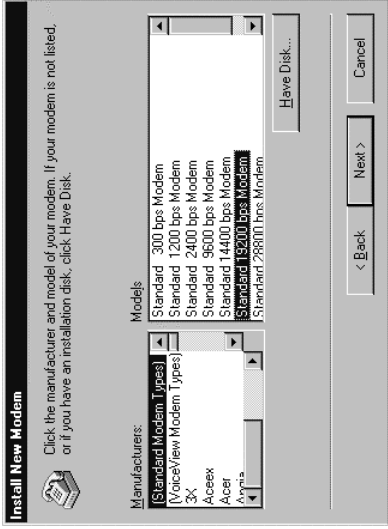 Install New Modem
Click the manufacturer and model of your modem. If your modem is not listed,
or if you have an installation disk, click Have Disk.
Manufacturers:
(Standard Modem Types)
(VoiceView Modem Types)
3X
Aceex
Acer
Angia
Models
Standard   300 bps Modem
Standard  1200 bps Modem
Standard  2400 bps Modem
Standard  9600 bps Modem
Standard 14400 bps Modem
Standard 19200 bps Modem
Standard 28800 bps Modem
Have Disk...
< Back
Next >
Cancel